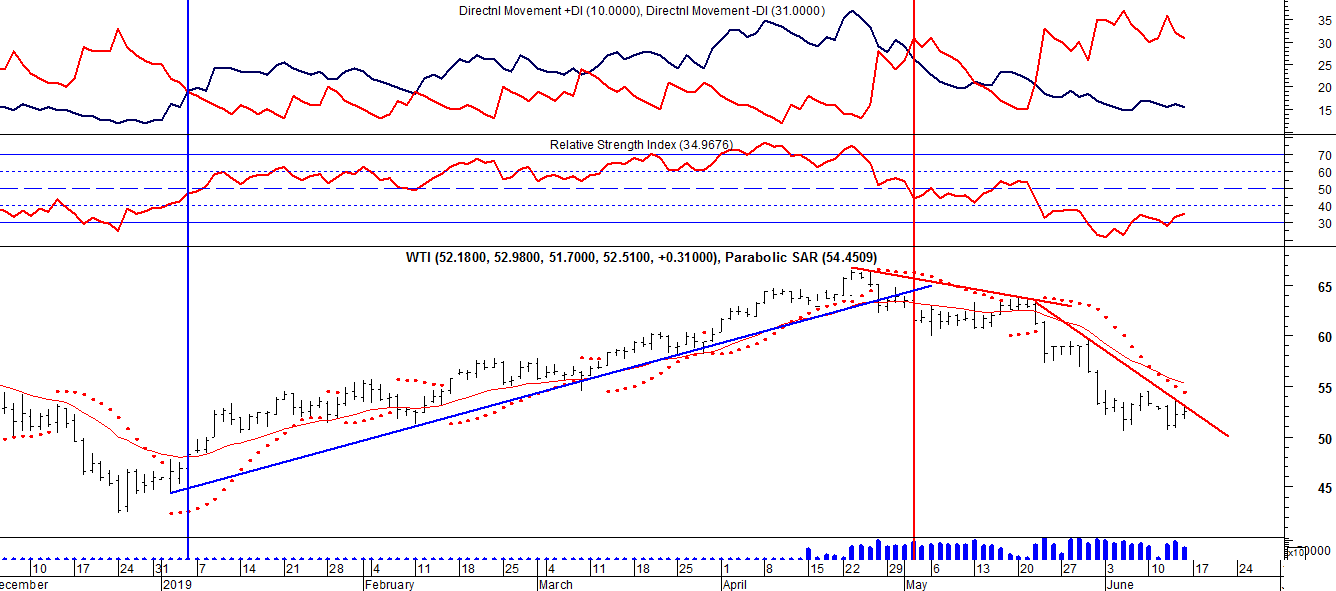 Directnl Movement +DI (10.0000), Directnl Movement -DI (31.0000)
35
30
25
20
15
Relative Strength Index (34.9676)
70
60
50
40
30
WTI (52.1800, 52.9800, 51.7000, 52.5100, +0.31000), Parabolic SAR (54.4509)
65
60
55
50
45
0000
x10
10 17 24 31 7 14 21 28 4 11 18 25 4 11 18 25 1 8 15 22 29 6 13 20 27 3 10 17 24
ecember 2019 February March April May June